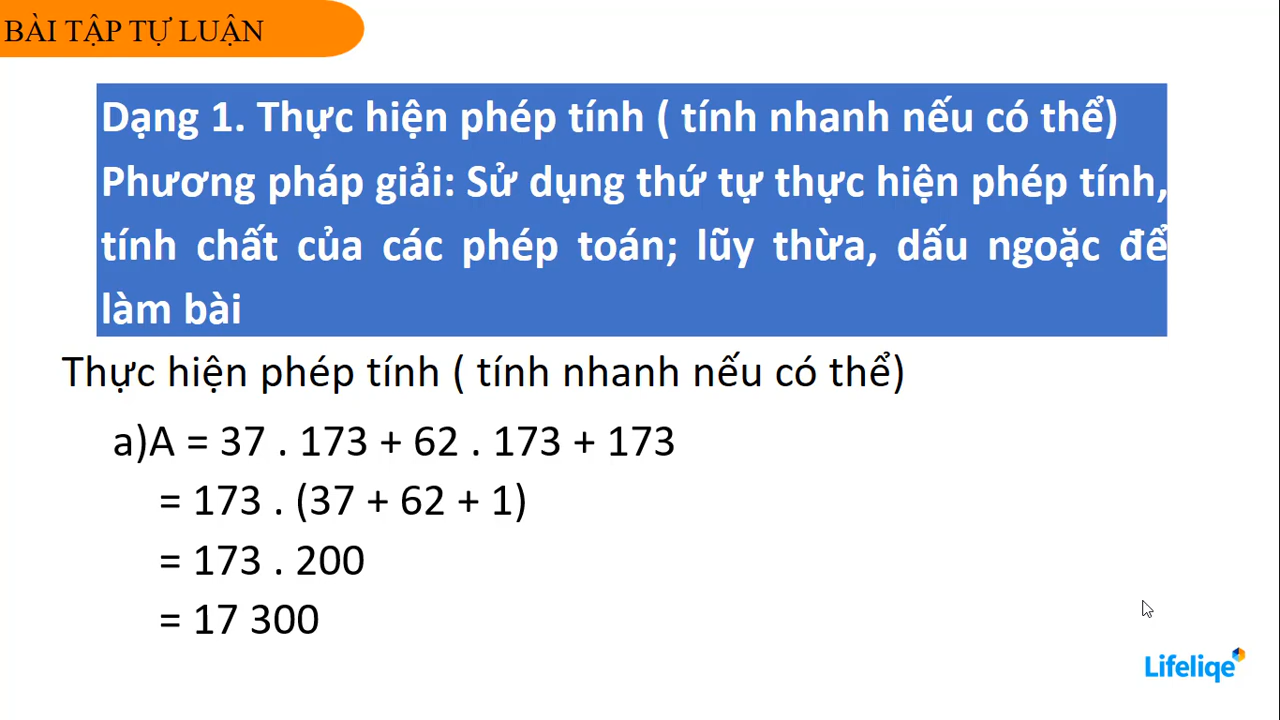 BÀI TẬP TỰ LUẬN
Dạng 1. Thực hiện phép tính ( tính nhanh nếu có thể)
Phương pháp giải: Sử dụng thứ tự thực hiện phép tính,
tính chất của các phép toán; lũy thừa, dấu ngoặc để
làm bài
Thực hiện phép tính ( tính nhanh nếu có thể)
a)A = 37 . 173 + 62 . 173 + 173
= 173 . (37 + 62 + 1)
= 173 . 200
= 17 300
Lifeliqe